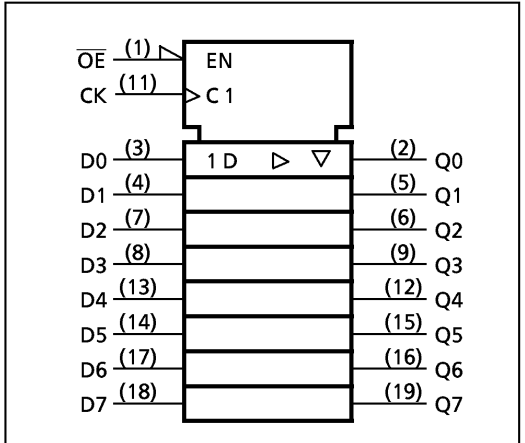 O̅E̅ (1) EN
CK (11) C 1
D0 (3) 1 D (2) Q0
D1 (4) (5) Q1
D2 (7) (6) Q2
D3 (8) (9) Q3
D4 (13) (12) Q4
D5 (14) (15) Q5
D6 (17) (16) Q6
D7 (18) (19) Q7